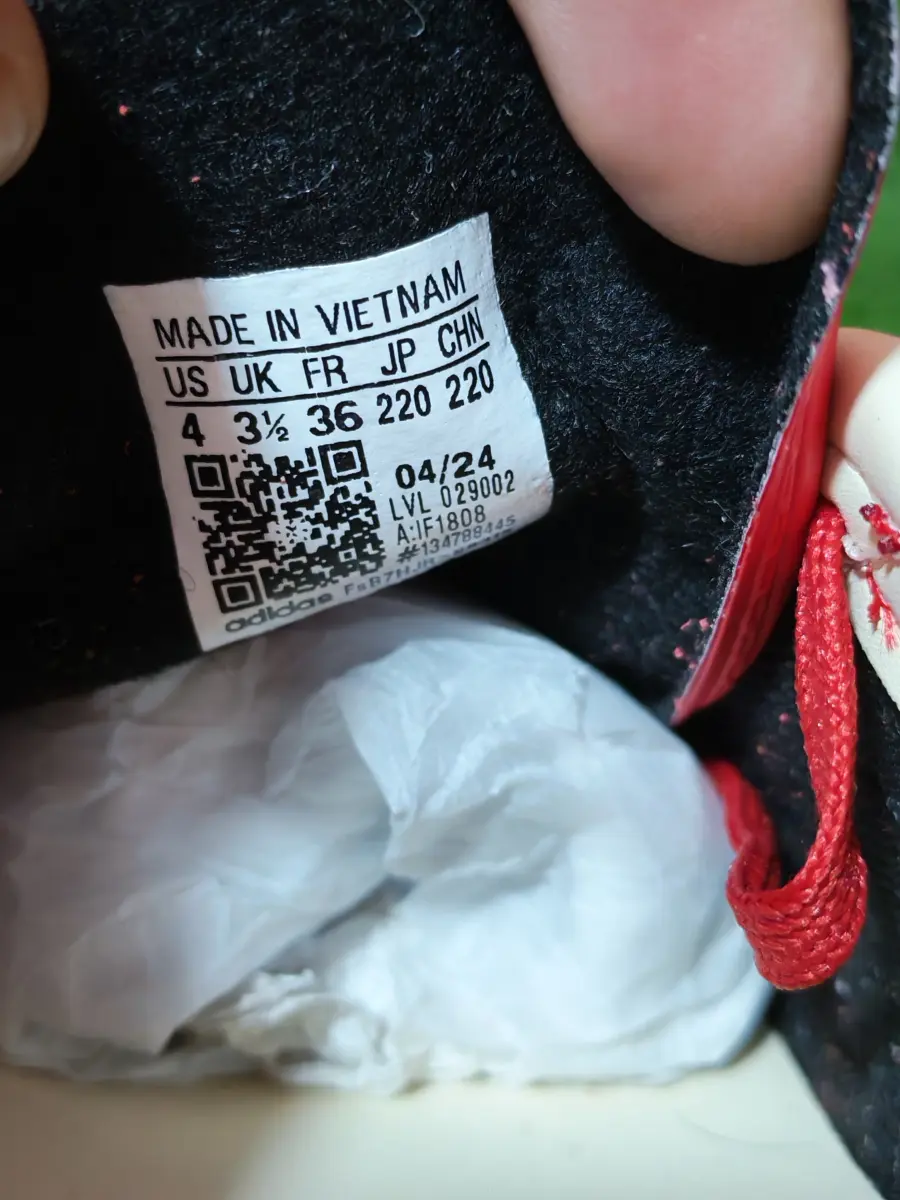 MADE IN VIETNAM
US UK FR JP CHN
4 3½ 36 220 220
04/24
LVL 029002
A:IF1808
#134788445
adidas